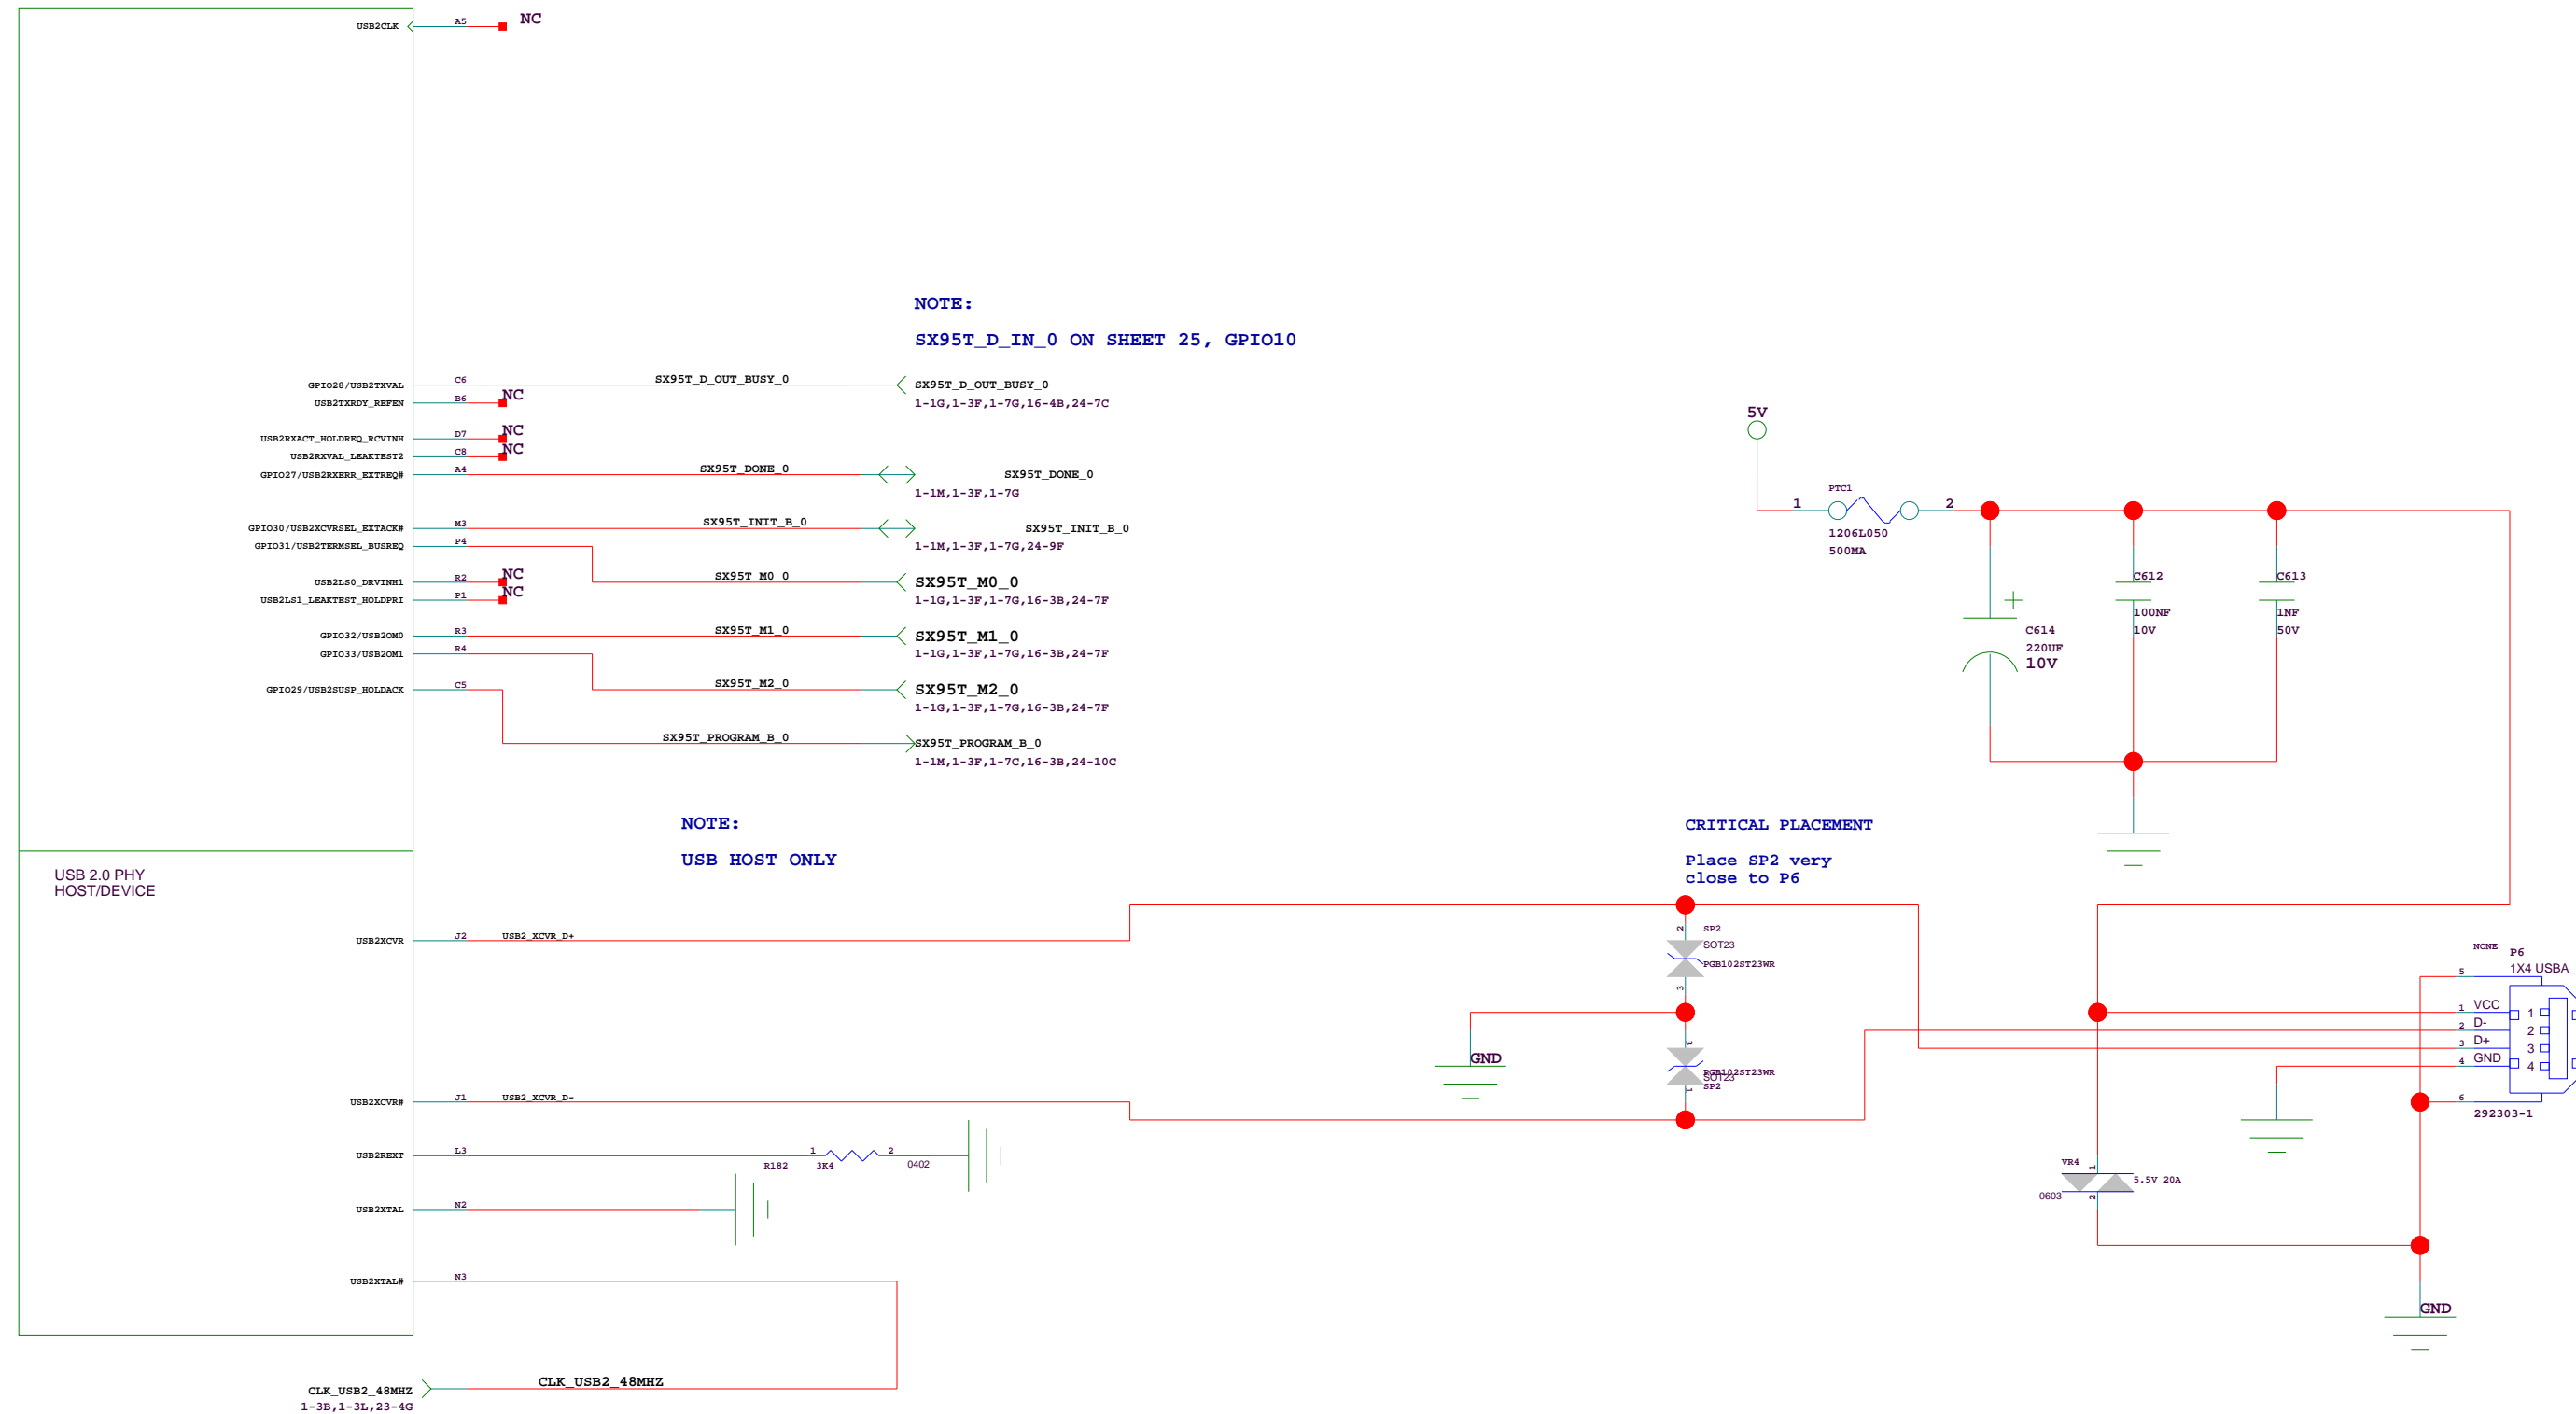 USB2CLK A5 NC
NOTE:
SX95T_D_IN_0 ON SHEET 25, GPIO10
GPIO28/USB2TXVAL C6 SX95T_D_OUT_BUSY_0 SX95T_D_OUT_BUSY_0
1-1G,1-3F,1-7G,16-4B,24-7C
USB2TXRDY_REFEN B6 NC
USB2RXACT_HOLDREQ_RCVINH D7 NC
USB2RXVAL_LEAKTEST2 C8 NC
GPIO27/USB2RXERR_EXTREQ# A4 SX95T_DONE_0 SX95T_DONE_0
1-1M,1-3F,1-7G
GPIO30/USB2XCVRSEL_EXTACK# M3 SX95T_INIT_B_0 SX95T_INIT_B_0
1-1M,1-3F,1-7G,24-9F
GPIO31/USB2TERMSEL_BUSREQ P4
SX95T_M0_0 SX95T_M0_0
1-1G,1-3F,1-7G,16-3B,24-7F
USB2LS0_DRVINH1 R2 NC
USB2LS1_LEAKTEST_HOLDPRI P1 NC
GPIO32/USB2OM0 R3 SX95T_M1_0 SX95T_M1_0
1-1G,1-3F,1-7G,16-3B,24-7F
GPIO33/USB2OM1 R4
SX95T_M2_0 SX95T_M2_0
1-1G,1-3F,1-7G,16-3B,24-7F
GPIO29/USB2SUSP_HOLDACK C5
SX95T_PROGRAM_B_0 SX95T_PROGRAM_B_0
1-1M,1-3F,1-7C,16-3B,24-10C
5V
PTC1
1 2
1206L050
500MA
C614
220UF
10V
C612
100NF
10V
C613
1NF
50V
NOTE:
USB HOST ONLY
CRITICAL PLACEMENT
Place SP2 very
close to P6
USB 2.0 PHY
HOST/DEVICE
USB2XCVR J2 USB2_XCVR_D+
2 SP2
SOT23
PGB102ST23WR
3
GND
3
PGB102ST23WR
SOT23
SP2
1
NONE P6
1X4 USBA
5
1 VCC 1
2 D- 2
3 D+ 3
4 GND 4
6
292303-1
USB2XCVR# J1 USB2_XCVR_D-
USB2REXT L3 R182 1 3K4 2 0402
USB2XTAL N2
USB2XTAL# N3
VR4 1
5.5V 20A
0603 2
GND
CLK_USB2_48MHZ CLK_USB2_48MHZ
1-3B,1-3L,23-4G